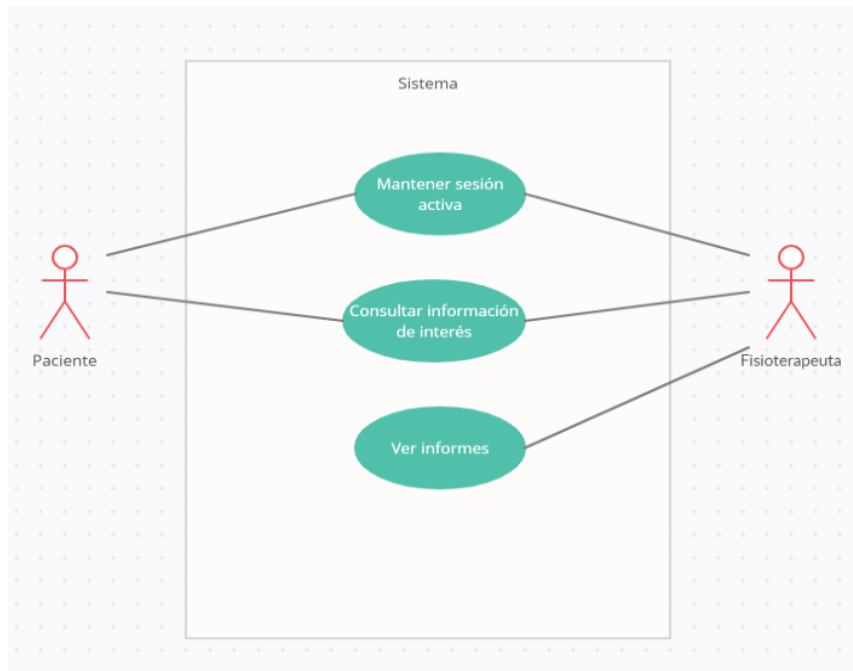 Sistema
Mantener sesión
activa
Consultar información
de interés
Paciente
Fisioterapeuta
Ver informes